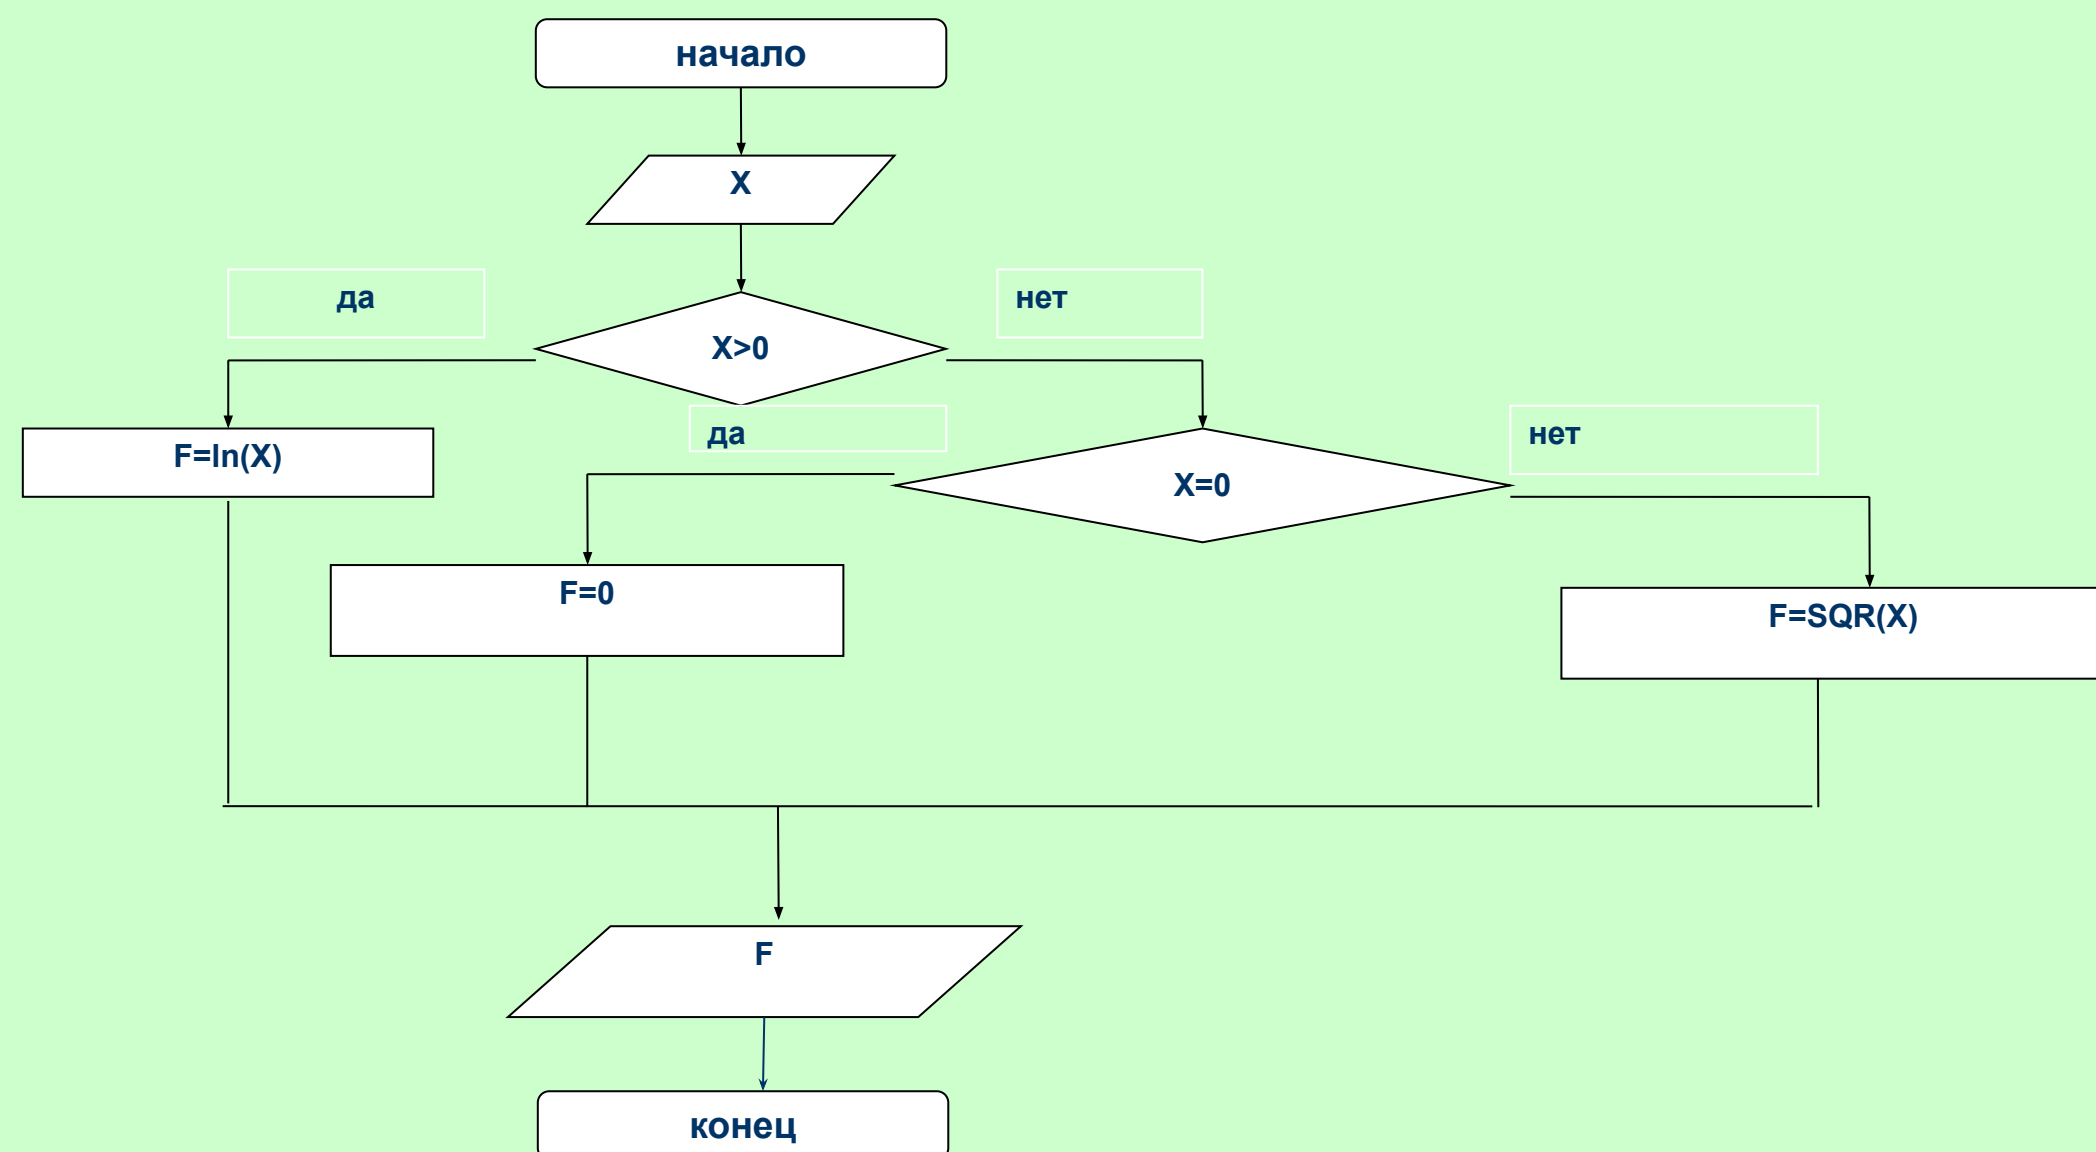 начало
X
да
нет
X>0
да
нет
F=ln(X)
X=0
F=0
F=SQR(X)
F
конец